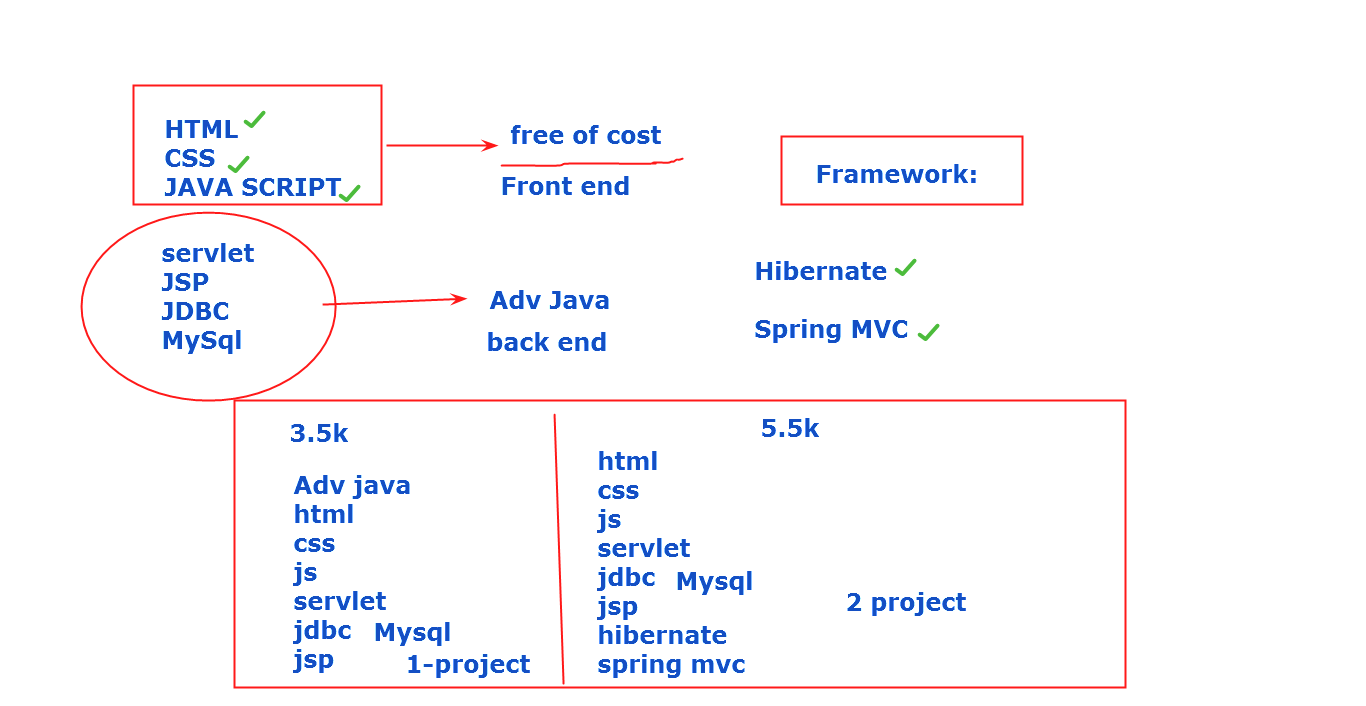 HTML
CSS
JAVA SCRIPT
free of cost
Front end
Framework:
servlet
JSP
JDBC
MySql
Adv Java
back end
Hibernate
Spring MVC
3.5k
Adv java
html
css
js
servlet
jdbc Mysql
jsp 1-project
5.5k
html
css
js
servlet
jdbc Mysql
jsp 2 project
hibernate
spring mvc